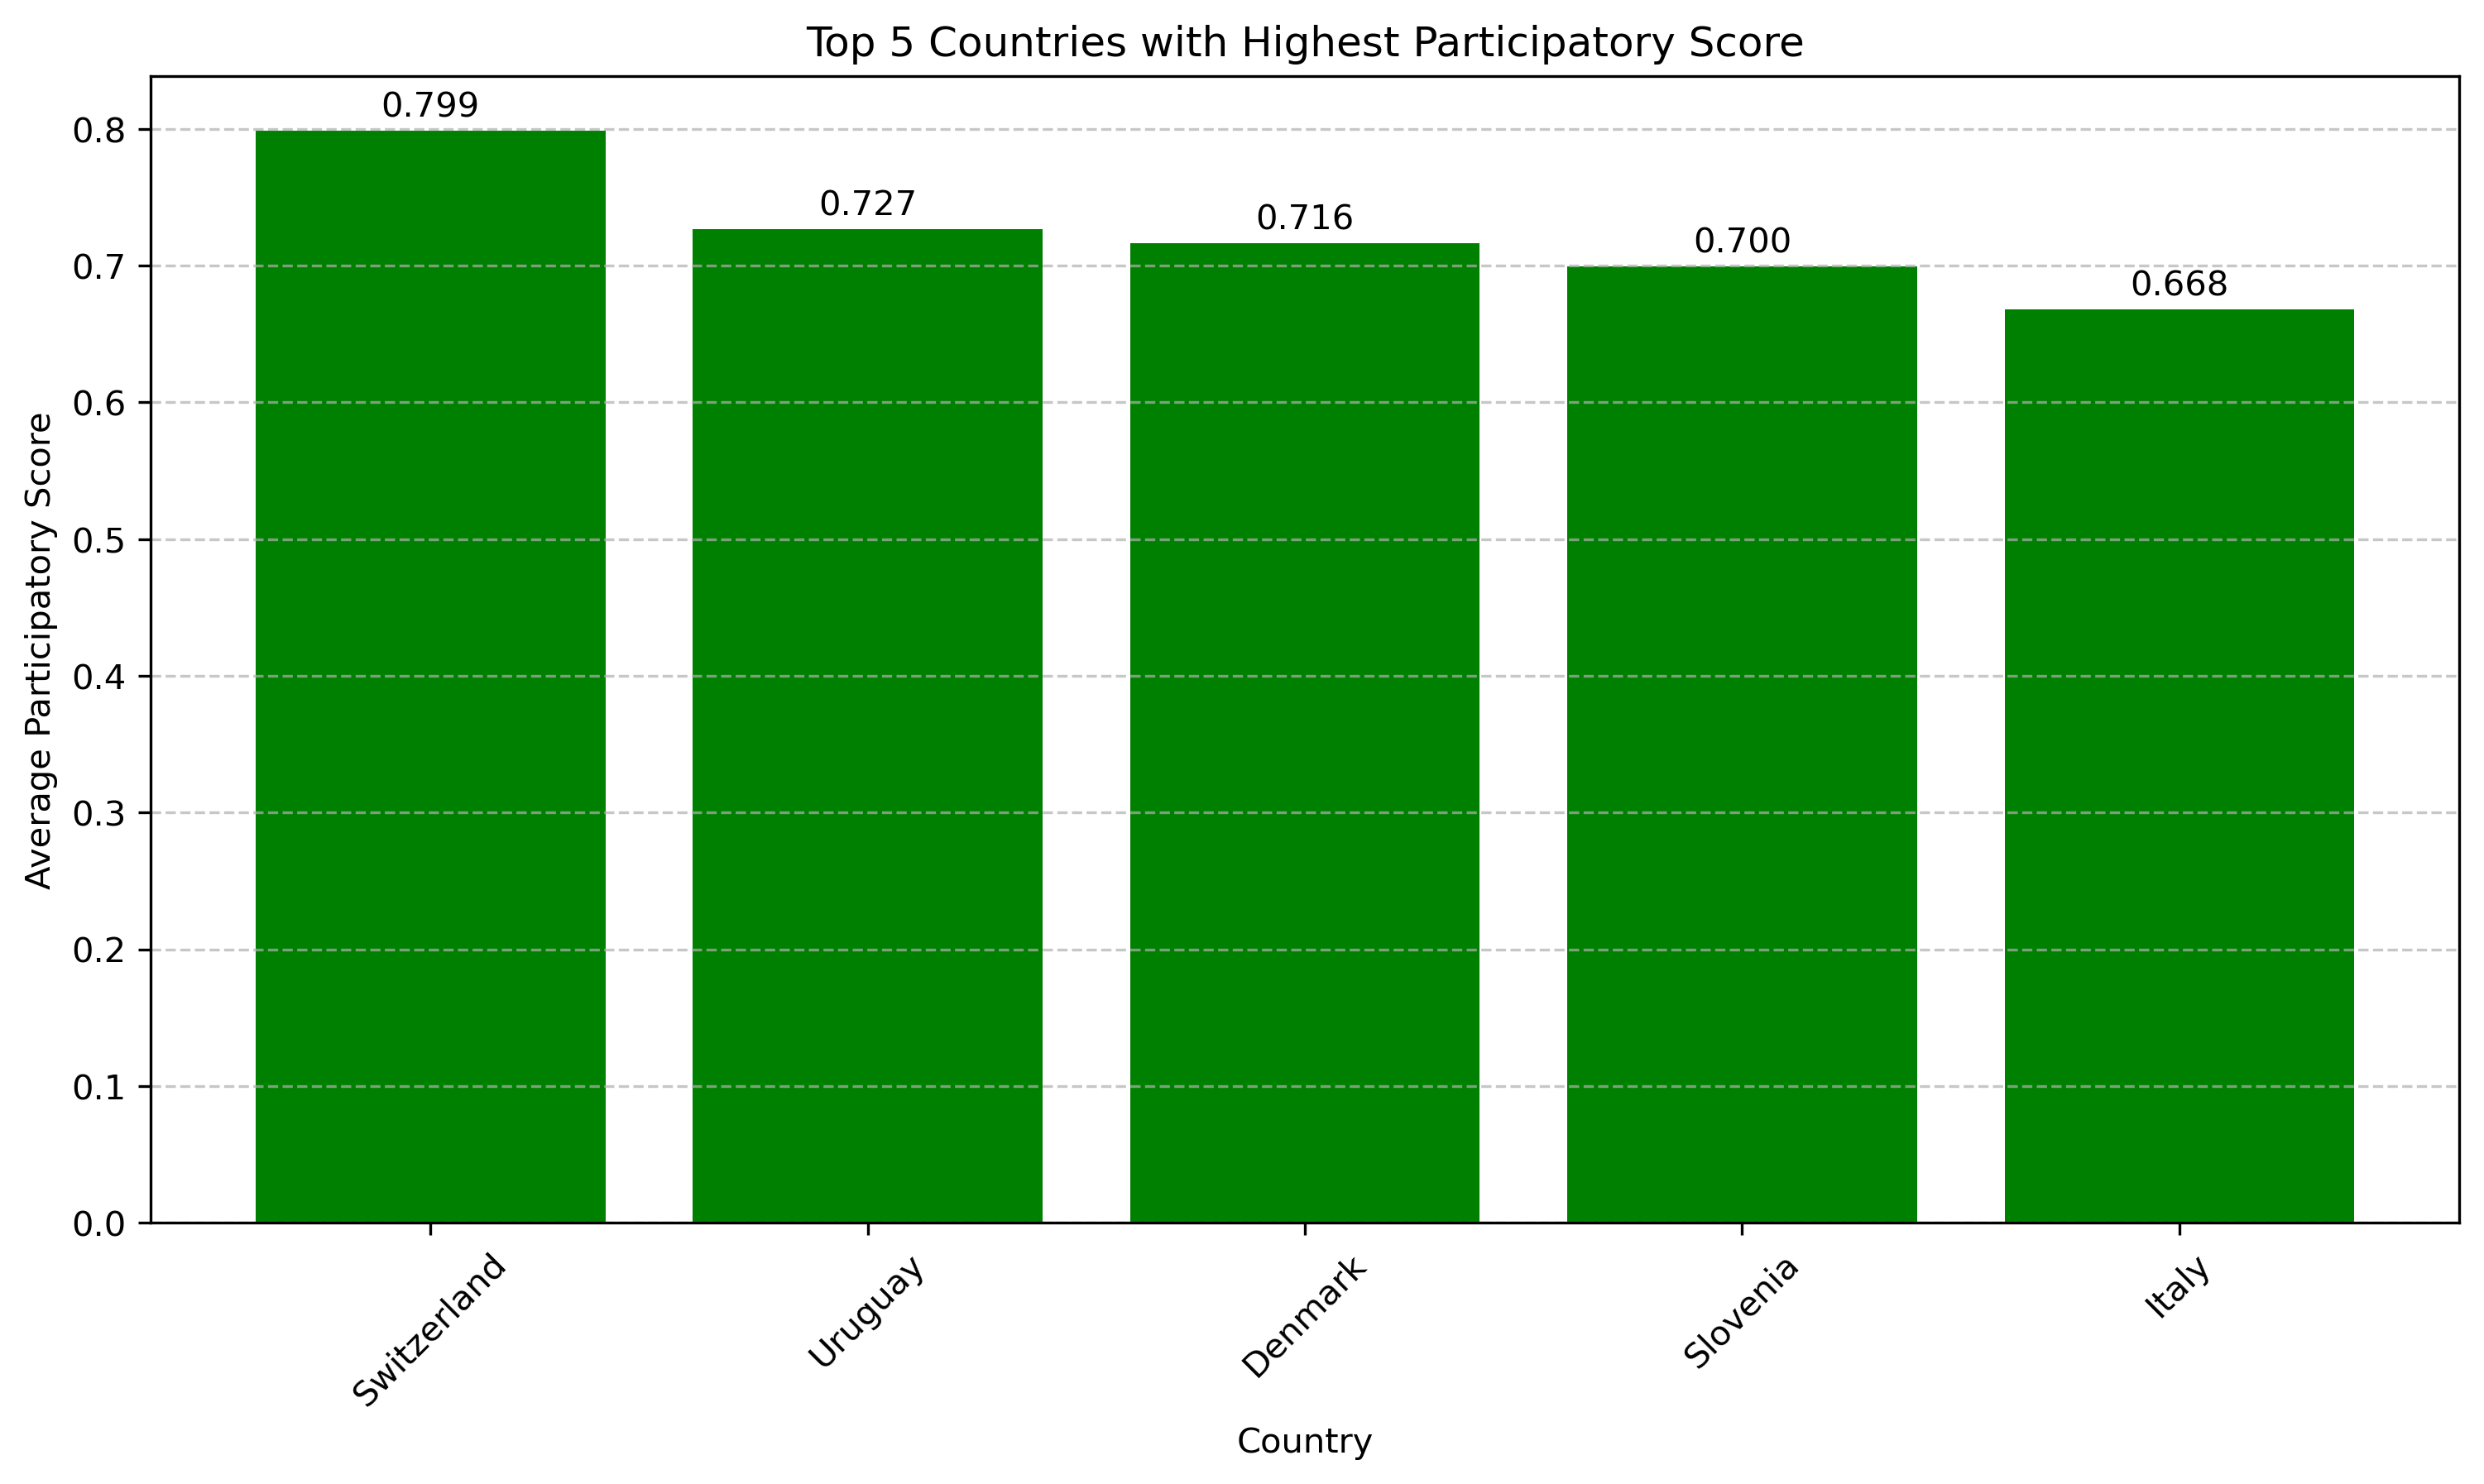 Top 5 Countries with Highest Participatory Score
Average Participatory Score
0.8
0.7
0.6
0.5
0.4
0.3
0.2
0.1
0.0
0.799
0.727
0.716
0.700
0.668
Switzerland
Uruguay
Denmark
Slovenia
Italy
Country